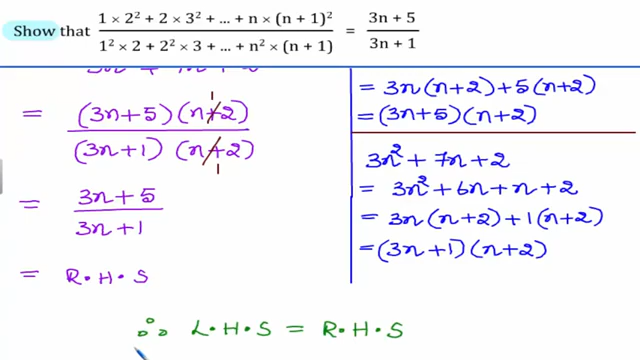 Show that (1 × 2² + 2 × 3² + ... + n × (n + 1)²) / (1² × 2 + 2² × 3 + ... + n² × (n + 1)) = (3n + 5) / (3n + 1)
= (3n+5) (n+2) / (3n+1) (n+2)
1
1
= 3n+5 / 3n+1
= R.H.S
= 3n(n+2)+5(n+2)
= (3n+5)(n+2)
3n²+7n+2
= 3n²+6n+n+2
= 3n(n+2)+1(n+2)
= (3n+1)(n+2)
∴ L.H.S = R.H.S